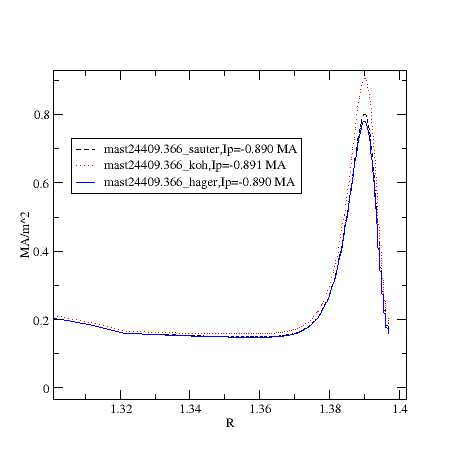 0.8
mast24409.366_sauter,Ip=-0.890 MA
mast24409.366_koh,Ip=-0.891 MA
mast24409.366_hager,Ip=-0.890 MA
0.6
MA/m^2
0.4
0.2
0
1.32 1.34 1.36 1.38 1.4
R